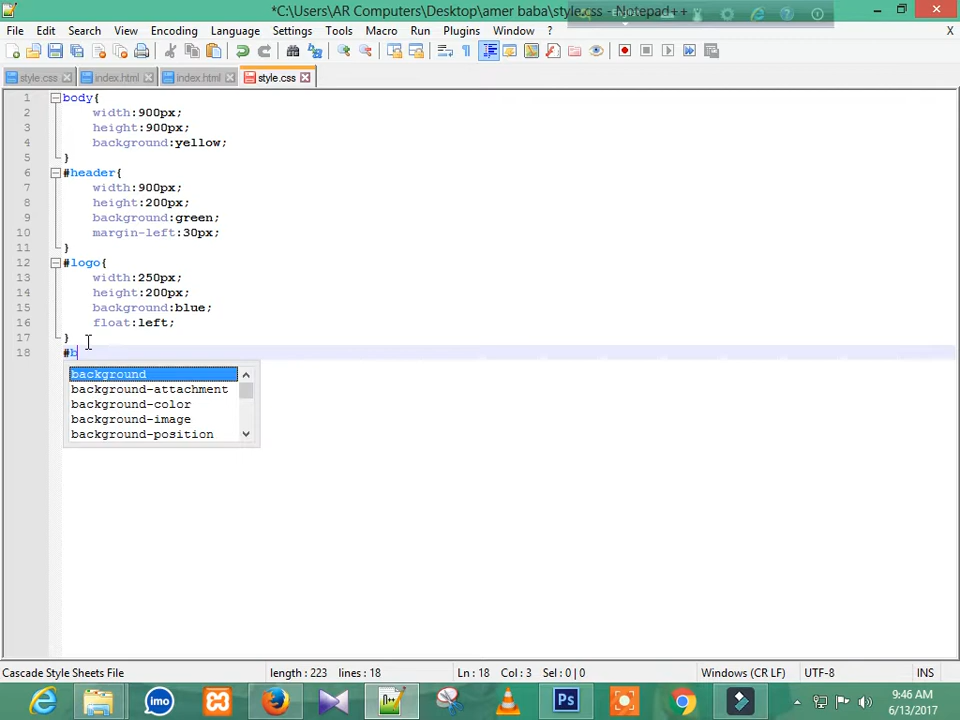 *C:\Users\AR Computers\Desktop\amer baba\style.css - Notepad++
File Edit Search View Encoding Language Settings Tools Macro Run Plugins Window ? X
style.css index.html index.html style.css
1 body{
2 width:900px;
3 height:900px;
4 background:yellow;
5 }
6 #header{
7 width:900px;
8 height:200px;
9 background:green;
10 margin-left:30px;
11 }
12 #logo{
13 width:250px;
14 height:200px;
15 background:blue;
16 float:left;
17 }
18 #b
background
background-attachment
background-color
background-image
background-position
Cascade Style Sheets File length : 223 lines : 18 Ln : 18 Col : 3 Sel : 0 | 0 Windows (CR LF) UTF-8 INS
imo Ps
9:46 AM
6/13/2017